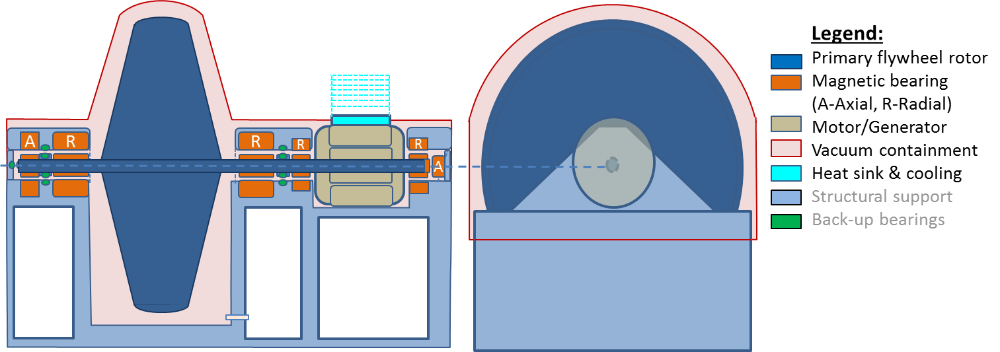 A
R
R
R
R
A
Legend:
Primary flywheel rotor
Magnetic bearing
(A-Axial, R-Radial)
Motor/Generator
Vacuum containment
Heat sink & cooling
Structural support
Back-up bearings